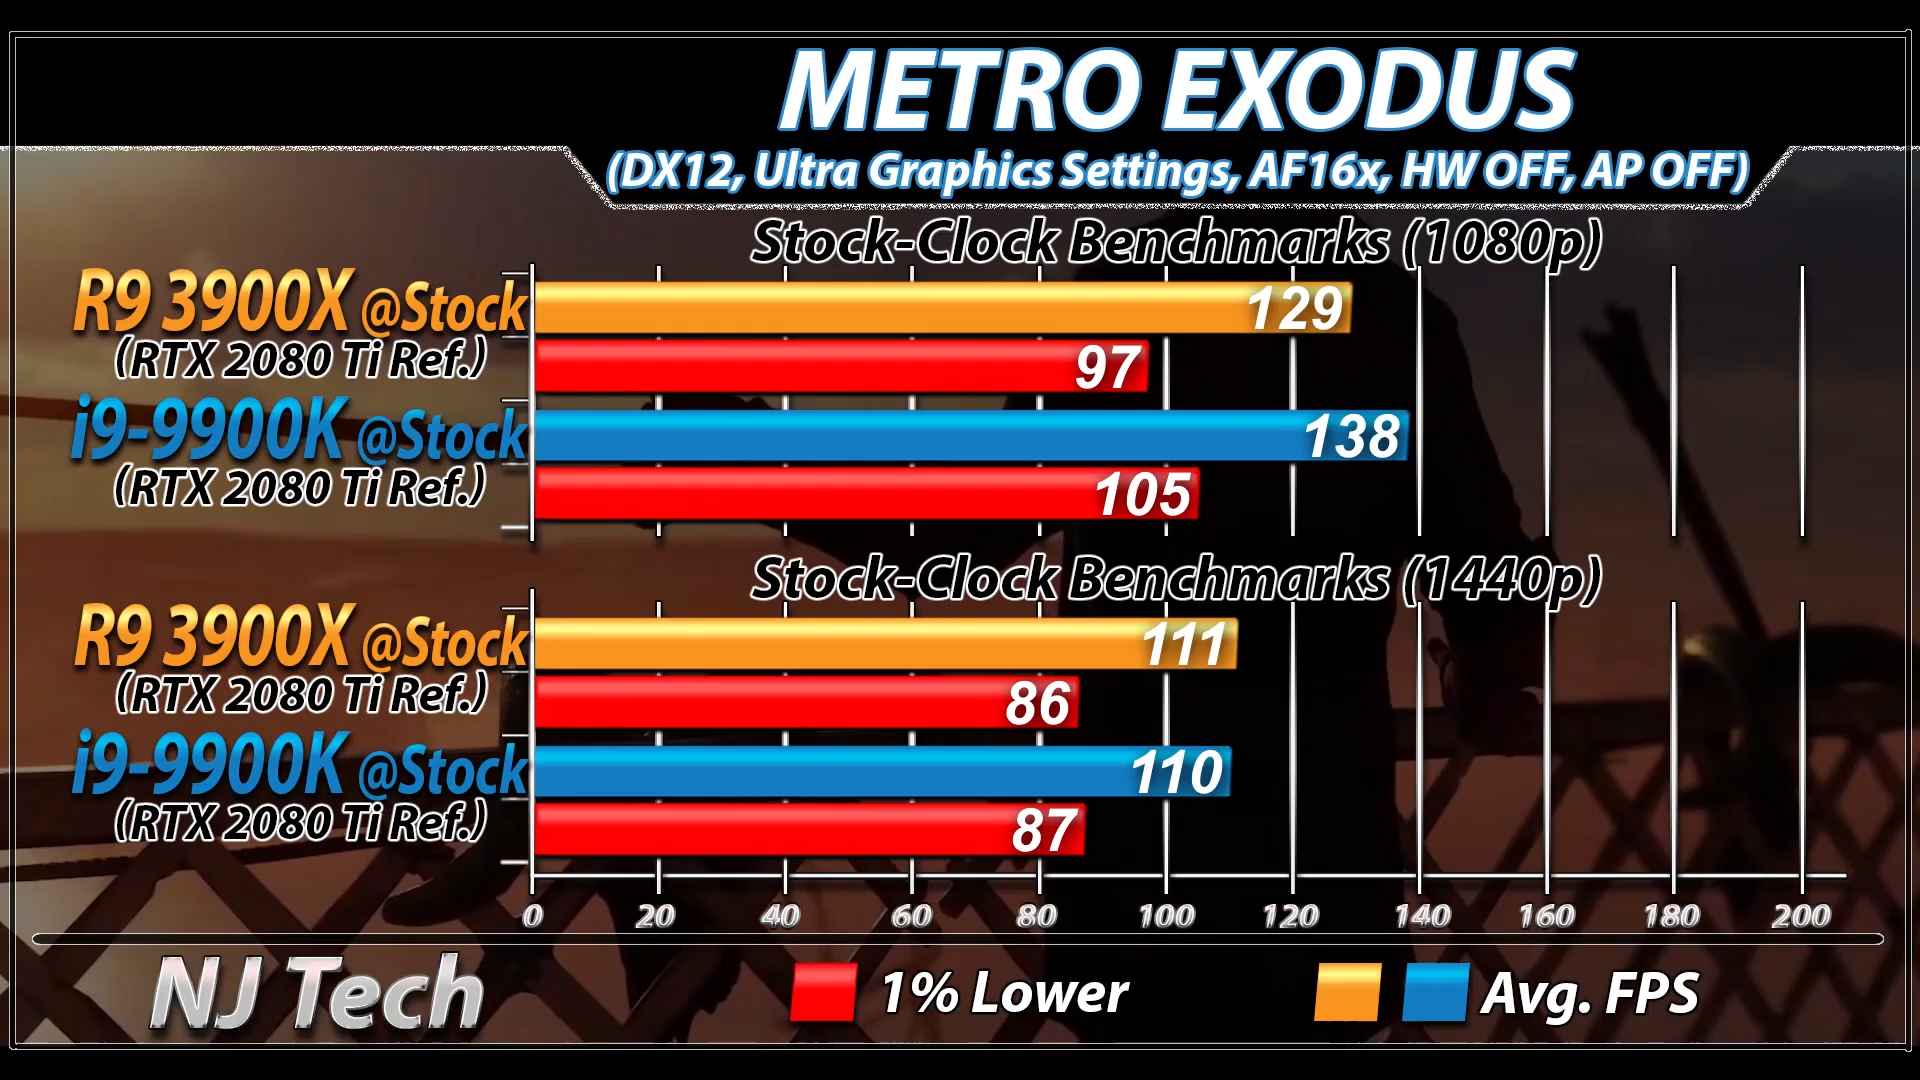 METRO EXODUS
(DX12, Ultra Graphics Settings, AF16x, HW OFF, AP OFF)
Stock-Clock Benchmarks (1080p)
R9 3900X @Stock
129
(RTX 2080 Ti Ref.)
97
i9-9900K @Stock
138
(RTX 2080 Ti Ref.)
105
Stock-Clock Benchmarks (1440p)
R9 3900X @Stock
111
(RTX 2080 Ti Ref.)
86
i9-9900K @Stock
110
(RTX 2080 Ti Ref.)
87
0 20 40 60 80 100 120 140 160 180 200
NJ Tech
1% Lower
Avg. FPS